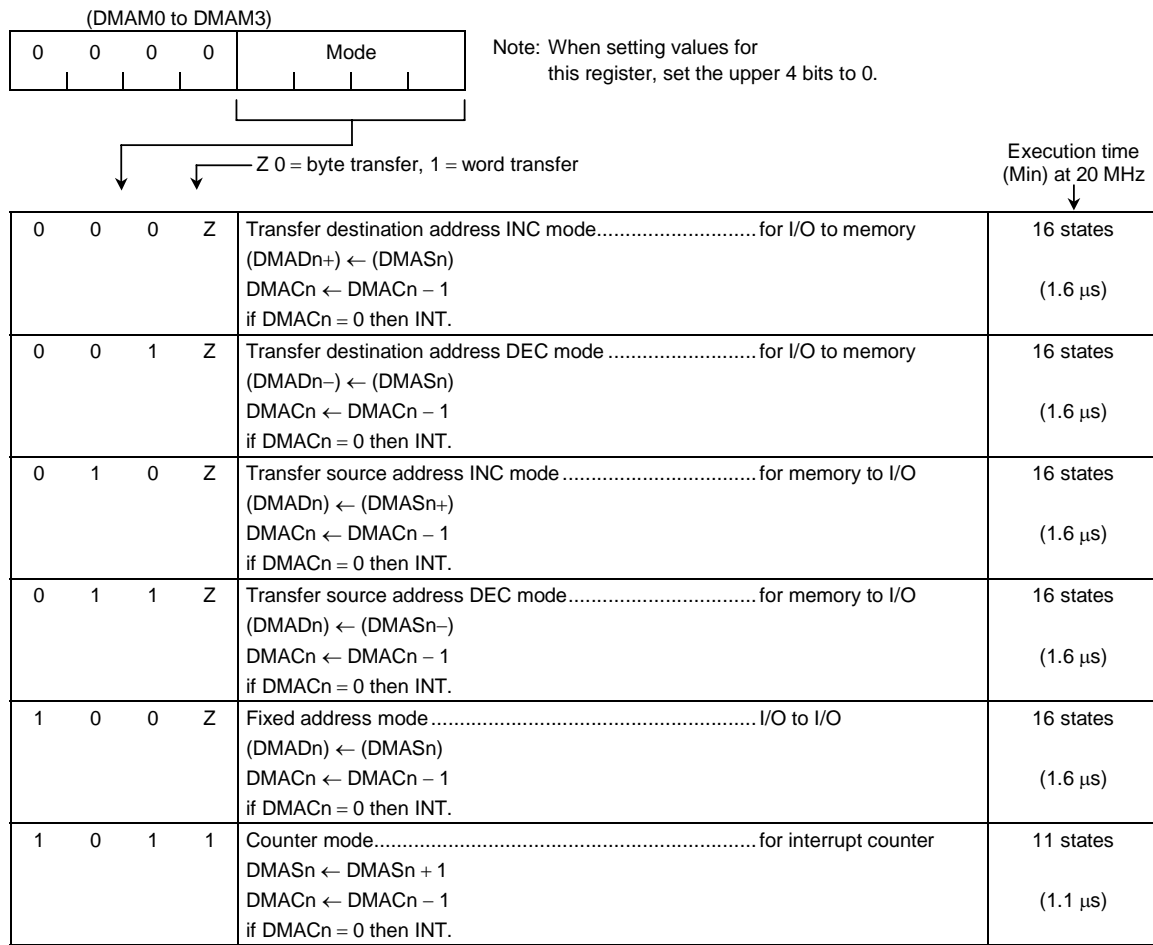 (DMAM0 to DMAM3)
0 0 0 0 Mode
Note: When setting values for
this register, set the upper 4 bits to 0.
Z 0 = byte transfer, 1 = word transfer
Execution time
(Min) at 20 MHz
0 0 0 Z Transfer destination address INC mode............................for I/O to memory 16 states
(DMADn+) ← (DMASn)
DMACn ← DMACn − 1 (1.6 μs)
if DMACn = 0 then INT.
0 0 1 Z Transfer destination address DEC mode ..........................for I/O to memory 16 states
(DMADn−) ← (DMASn)
DMACn ← DMACn − 1 (1.6 μs)
if DMACn = 0 then INT.
0 1 0 Z Transfer source address INC mode ..................................for memory to I/O 16 states
(DMADn) ← (DMASn+)
DMACn ← DMACn − 1 (1.6 μs)
if DMACn = 0 then INT.
0 1 1 Z Transfer source address DEC mode.................................for memory to I/O 16 states
(DMADn) ← (DMASn−)
DMACn ← DMACn − 1 (1.6 μs)
if DMACn = 0 then INT.
1 0 0 Z Fixed address mode.........................................................I/O to I/O 16 states
(DMADn) ← (DMASn)
DMACn ← DMACn − 1 (1.6 μs)
if DMACn = 0 then INT.
1 0 1 1 Counter mode...................................................................for interrupt counter 11 states
DMASn ← DMASn + 1
DMACn ← DMACn − 1 (1.1 μs)
if DMACn = 0 then INT.